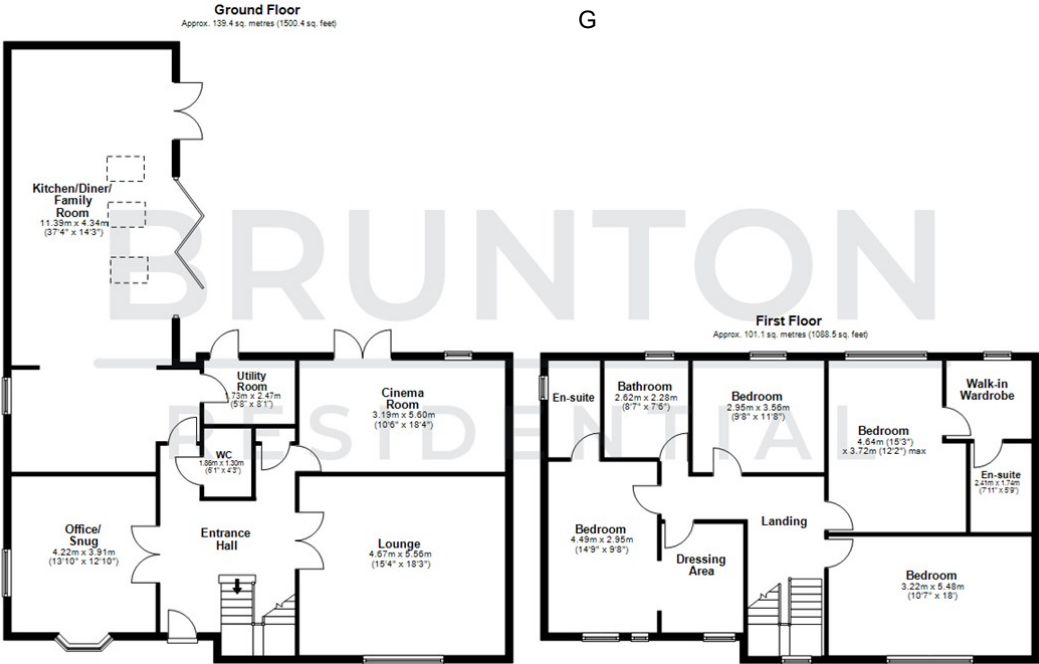 Ground Floor
Approx. 139.4 sq. metres (1500.4 sq. feet)
G
Kitchen/Diner/
Family
Room
11.39m x 4.34m
(37'4" x 14'3")
BRUNTON
RESIDENTIAL
Utility
Room
1.73m x 2.47m
(5'8" x 8'1")
Cinema
Room
3.19m x 5.60m
(10'6" x 18'4")
WC
1.86m x 1.30m
(6'1" x 4'3")
Office/
Snug
4.22m x 3.91m
(13'10" x 12'10")
Entrance
Hall
Lounge
4.67m x 5.56m
(15'4" x 18'3")
First Floor
Approx. 101.1 sq. metres (1088.5 sq. feet)
En-suite
Bathroom
2.62m x 2.28m
(8'7" x 7'6")
Bedroom
2.95m x 3.56m
(9'8" x 11'8")
Bedroom
4.64m (15'3")
x 3.72m (12'2") max
Walk-in
Wardrobe
En-suite
2.41m x 1.74m
(7'11" x 5'9")
Bedroom
4.49m x 2.95m
(14'9" x 9'8")
Dressing
Area
Landing
Bedroom
3.22m x 5.48m
(10'7" x 18')